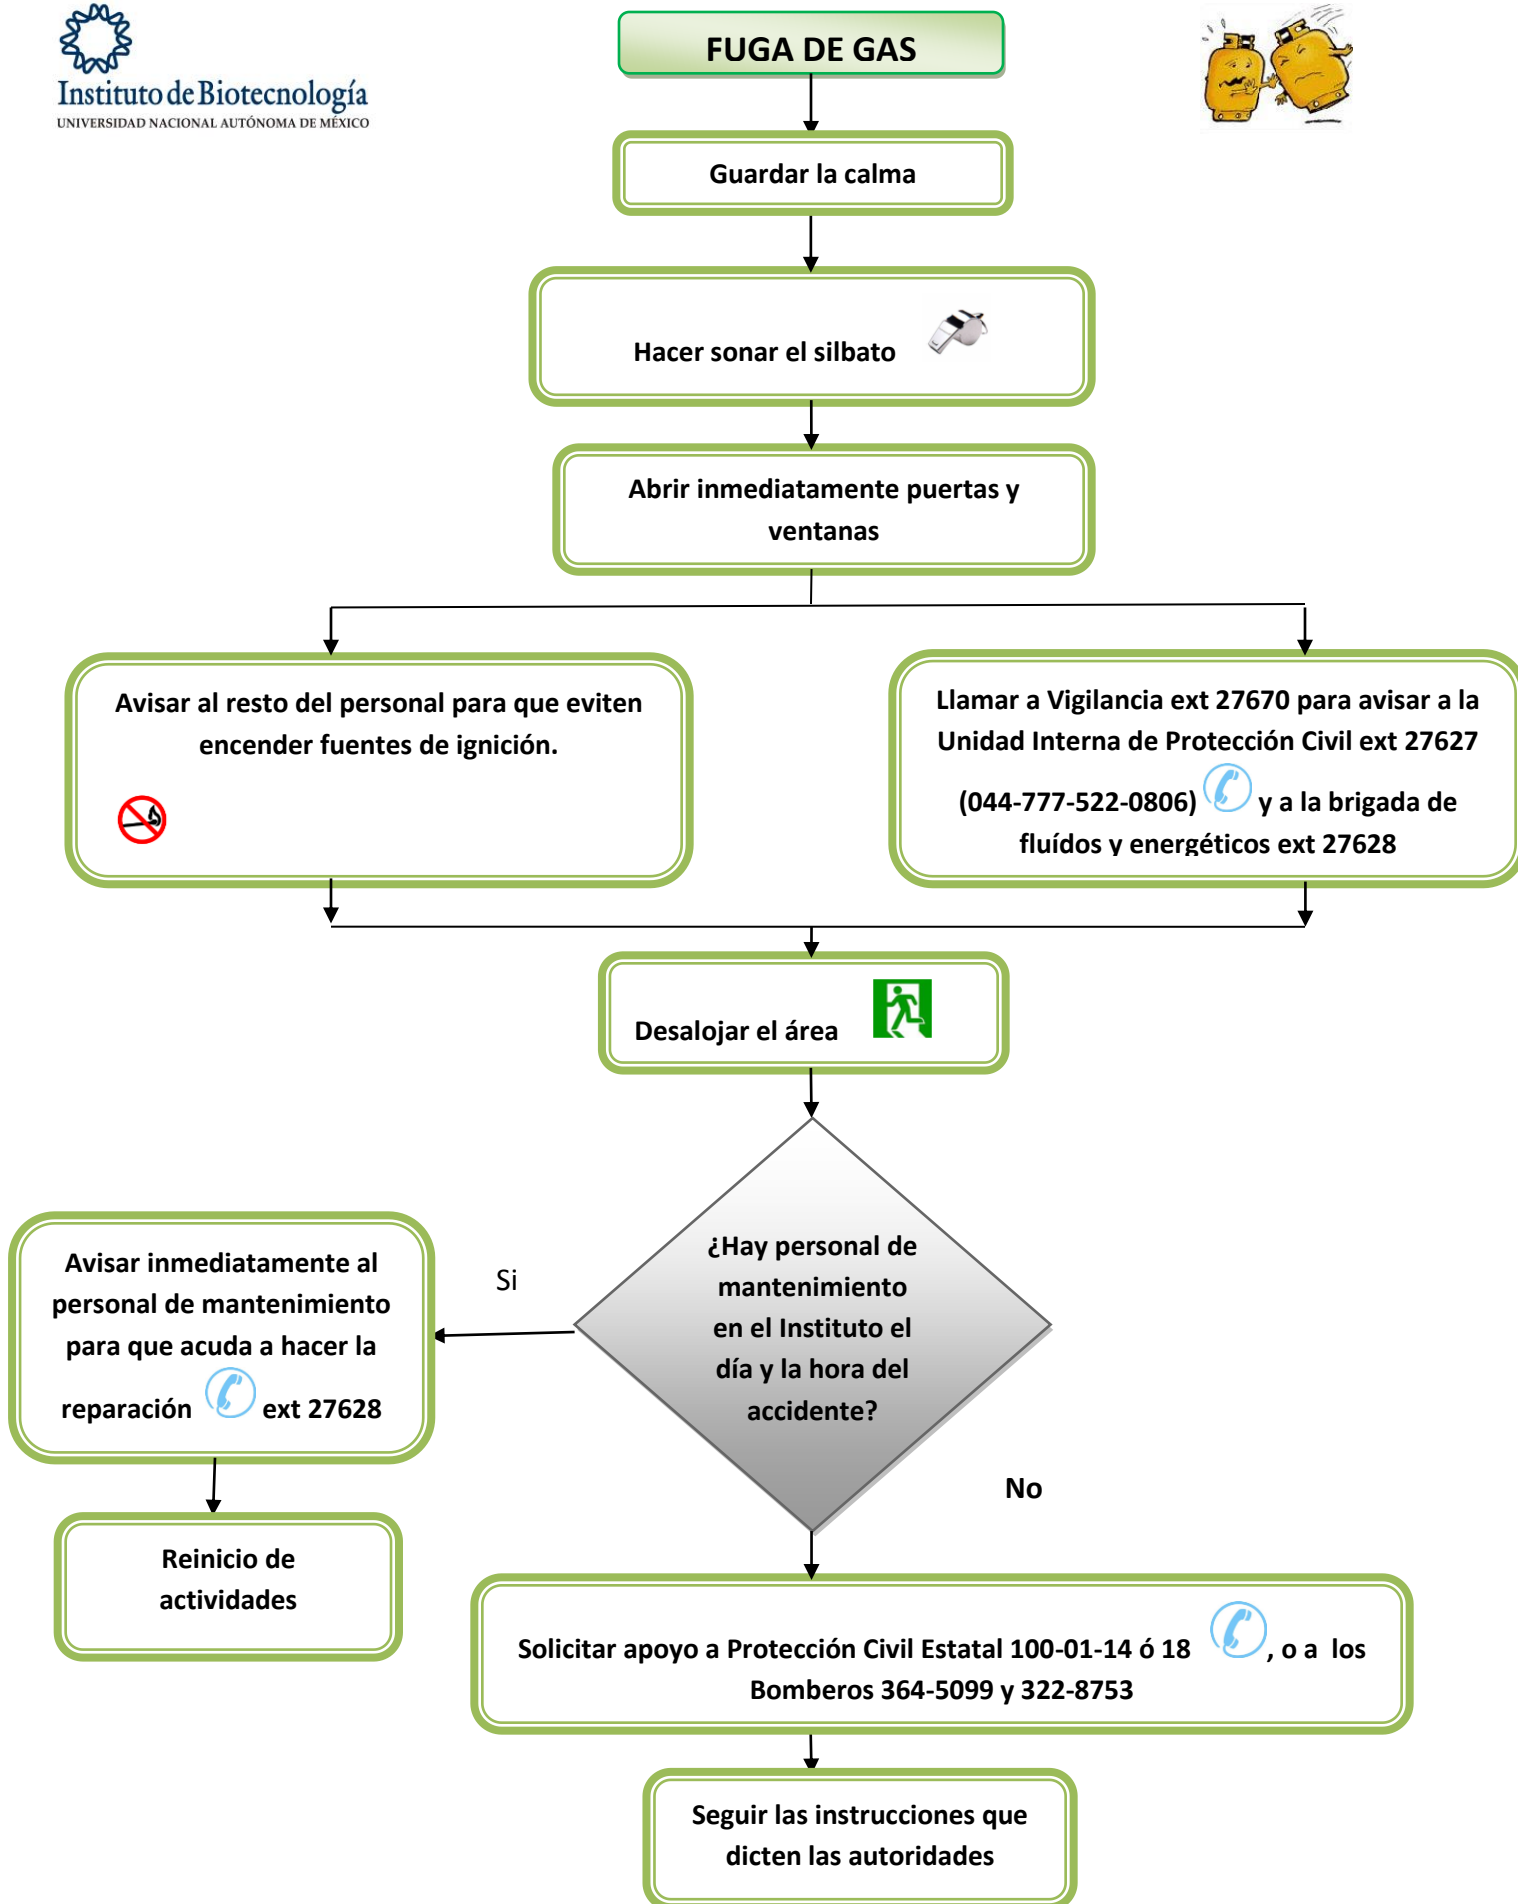 Instituto de Biotecnología
UNIVERSIDAD NACIONAL AUTÓNOMA DE MÉXICO
FUGA DE GAS
Guardar la calma
Hacer sonar el silbato
Abrir inmediatamente puertas y
ventanas
Avisar al resto del personal para que eviten
encender fuentes de ignición.
Llamar a Vigilancia ext 27670 para avisar a la
Unidad Interna de Protección Civil ext 27627
(044-777-522-0806) y a la brigada de
fluídos y energéticos ext 27628
Desalojar el área
¿Hay personal de
mantenimiento
en el Instituto el
día y la hora del
accidente?
Si
Avisar inmediatamente al
personal de mantenimiento
para que acuda a hacer la
reparación ext 27628
Reinicio de
actividades
No
Solicitar apoyo a Protección Civil Estatal 100-01-14 ó 18 , o a los
Bomberos 364-5099 y 322-8753
Seguir las instrucciones que
dicten las autoridades